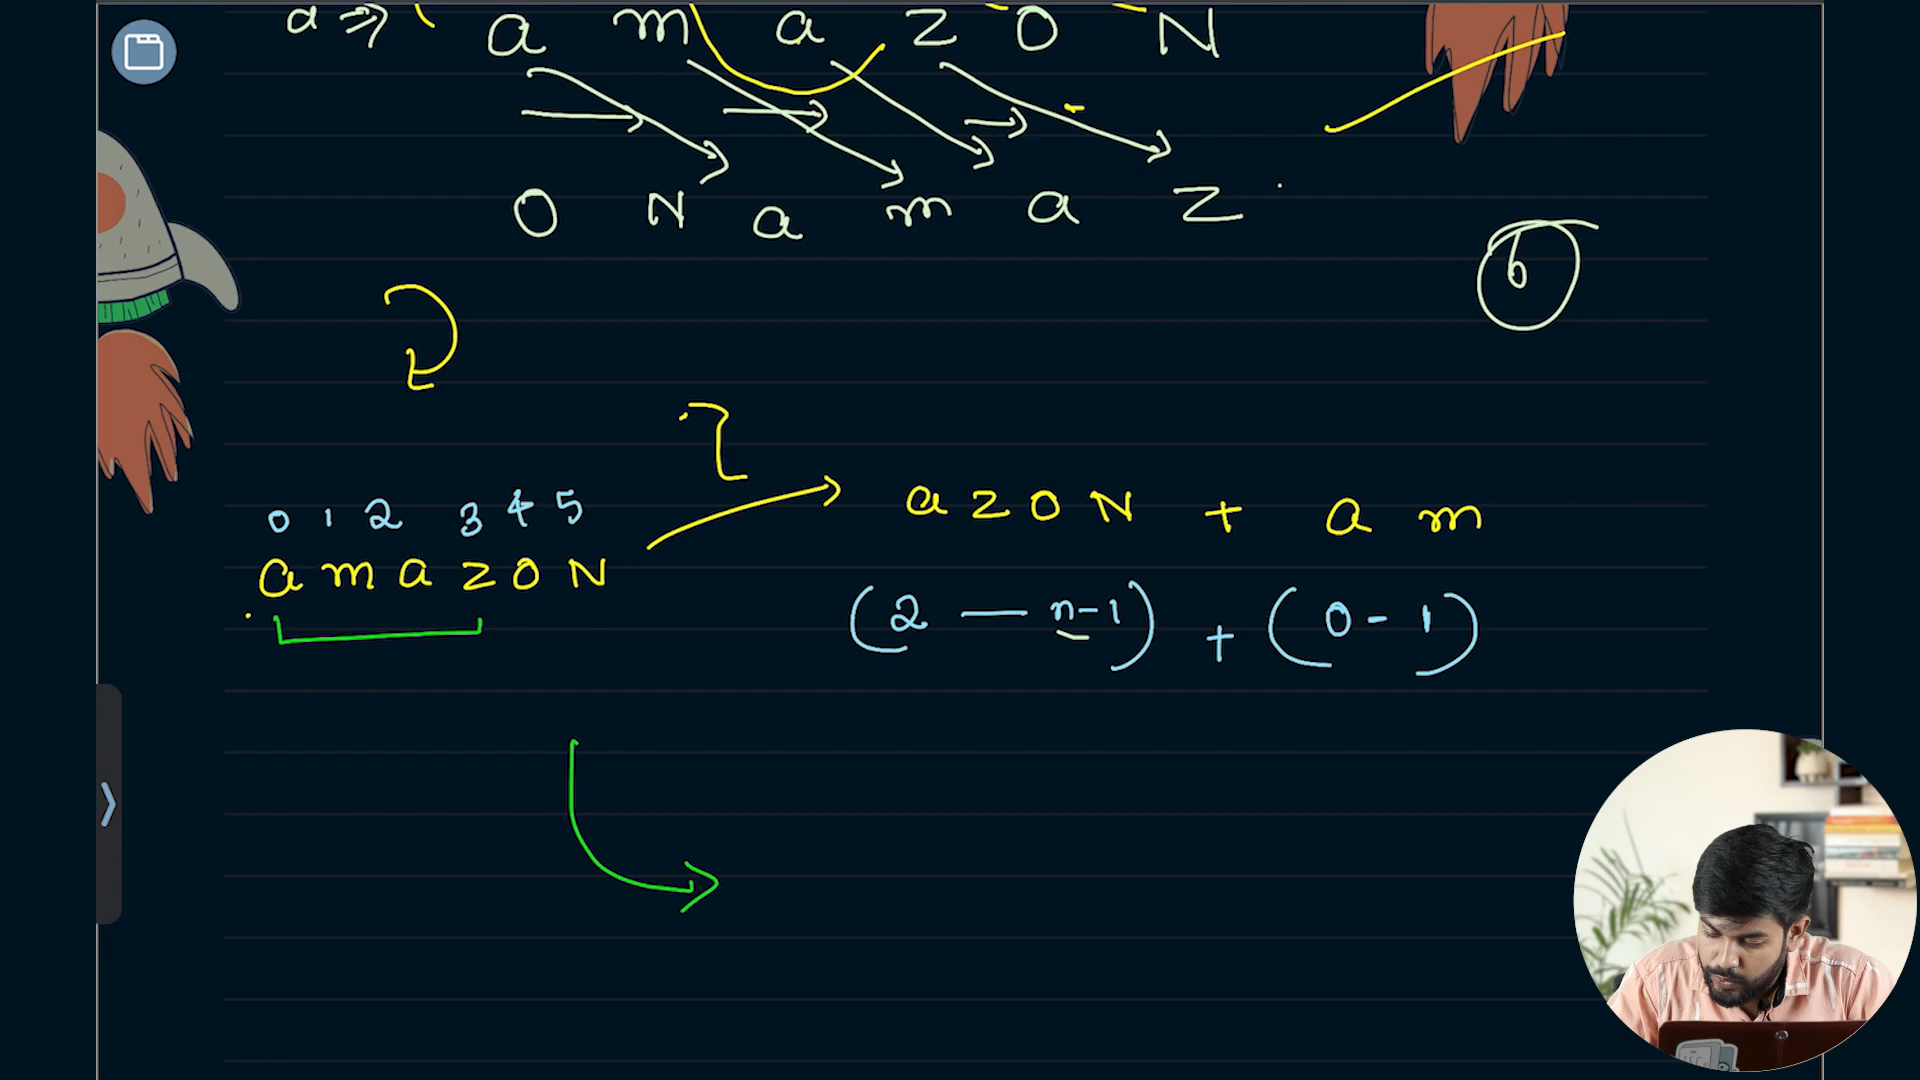 a ⇒ a m a z O N
O N a m a z
6
0 1 2 3 4 5
a m a z O N
a z O N + a m
(2 — n-1) + (0 - 1)